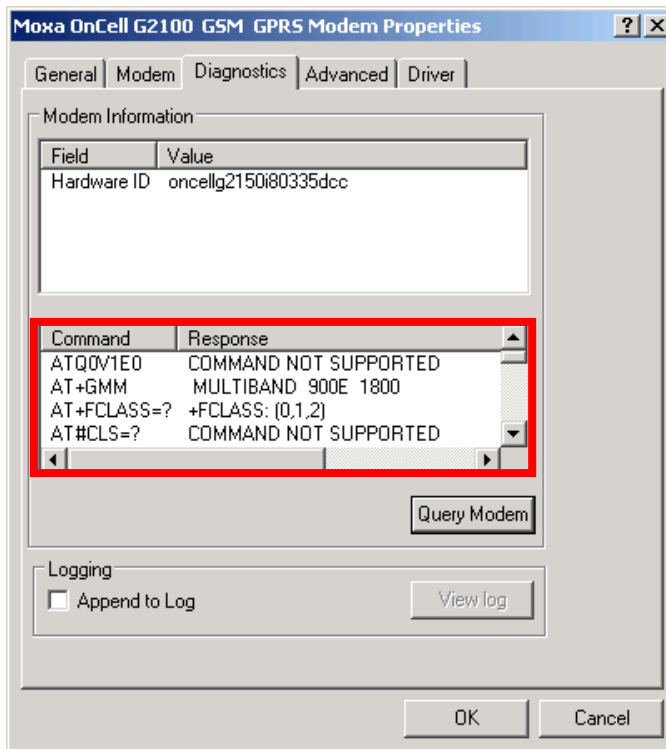 Moxa OnCell G2100 GSM GPRS Modem Properties
General Modem Diagnostics Advanced Driver
Modem Information
Field Value
Hardware ID oncellg2150i80335dcc
Command Response
ATQ0V1E0 COMMAND NOT SUPPORTED
AT+GMM MULTIBAND 900E 1800
AT+FCLASS=? +FCLASS: (0,1,2)
AT#CLS=? COMMAND NOT SUPPORTED
Query Modem
Logging
Append to Log View log
OK Cancel